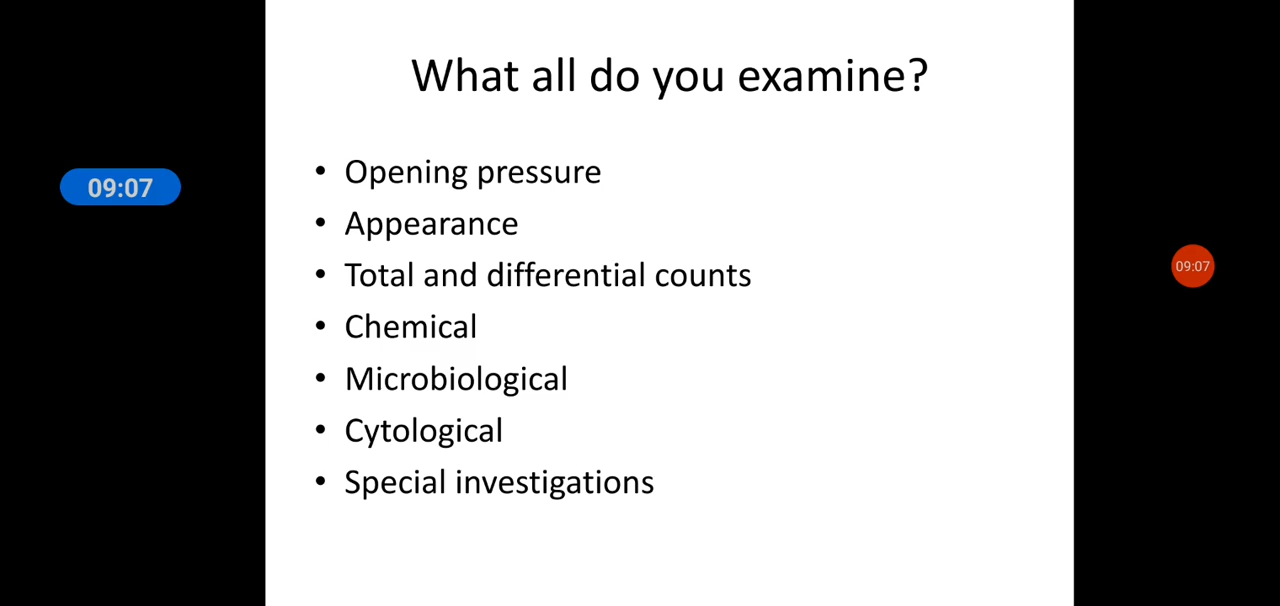 What all do you examine?
09:07
• Opening pressure
• Appearance
09:07
• Total and differential counts
• Chemical
• Microbiological
• Cytological
• Special investigations